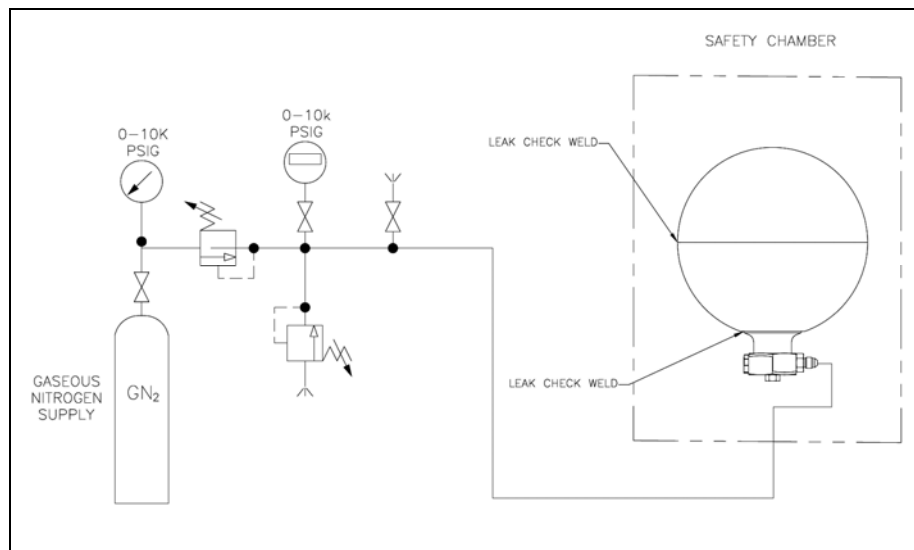 SAFETY CHAMBER
0-10K
PSIG
0-10k
PSIG
LEAK CHECK WELD
GASEOUS
NITROGEN
SUPPLY
GN₂
LEAK CHECK WELD